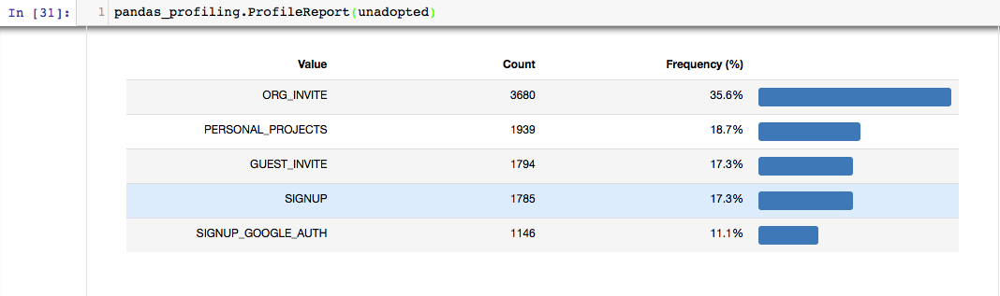 In [31]: 1 pandas_profiling.ProfileReport(unadopted)
Value Count Frequency (%)
ORG_INVITE 3680 35.6%
PERSONAL_PROJECTS 1939 18.7%
GUEST_INVITE 1794 17.3%
SIGNUP 1785 17.3%
SIGNUP_GOOGLE_AUTH 1146 11.1%